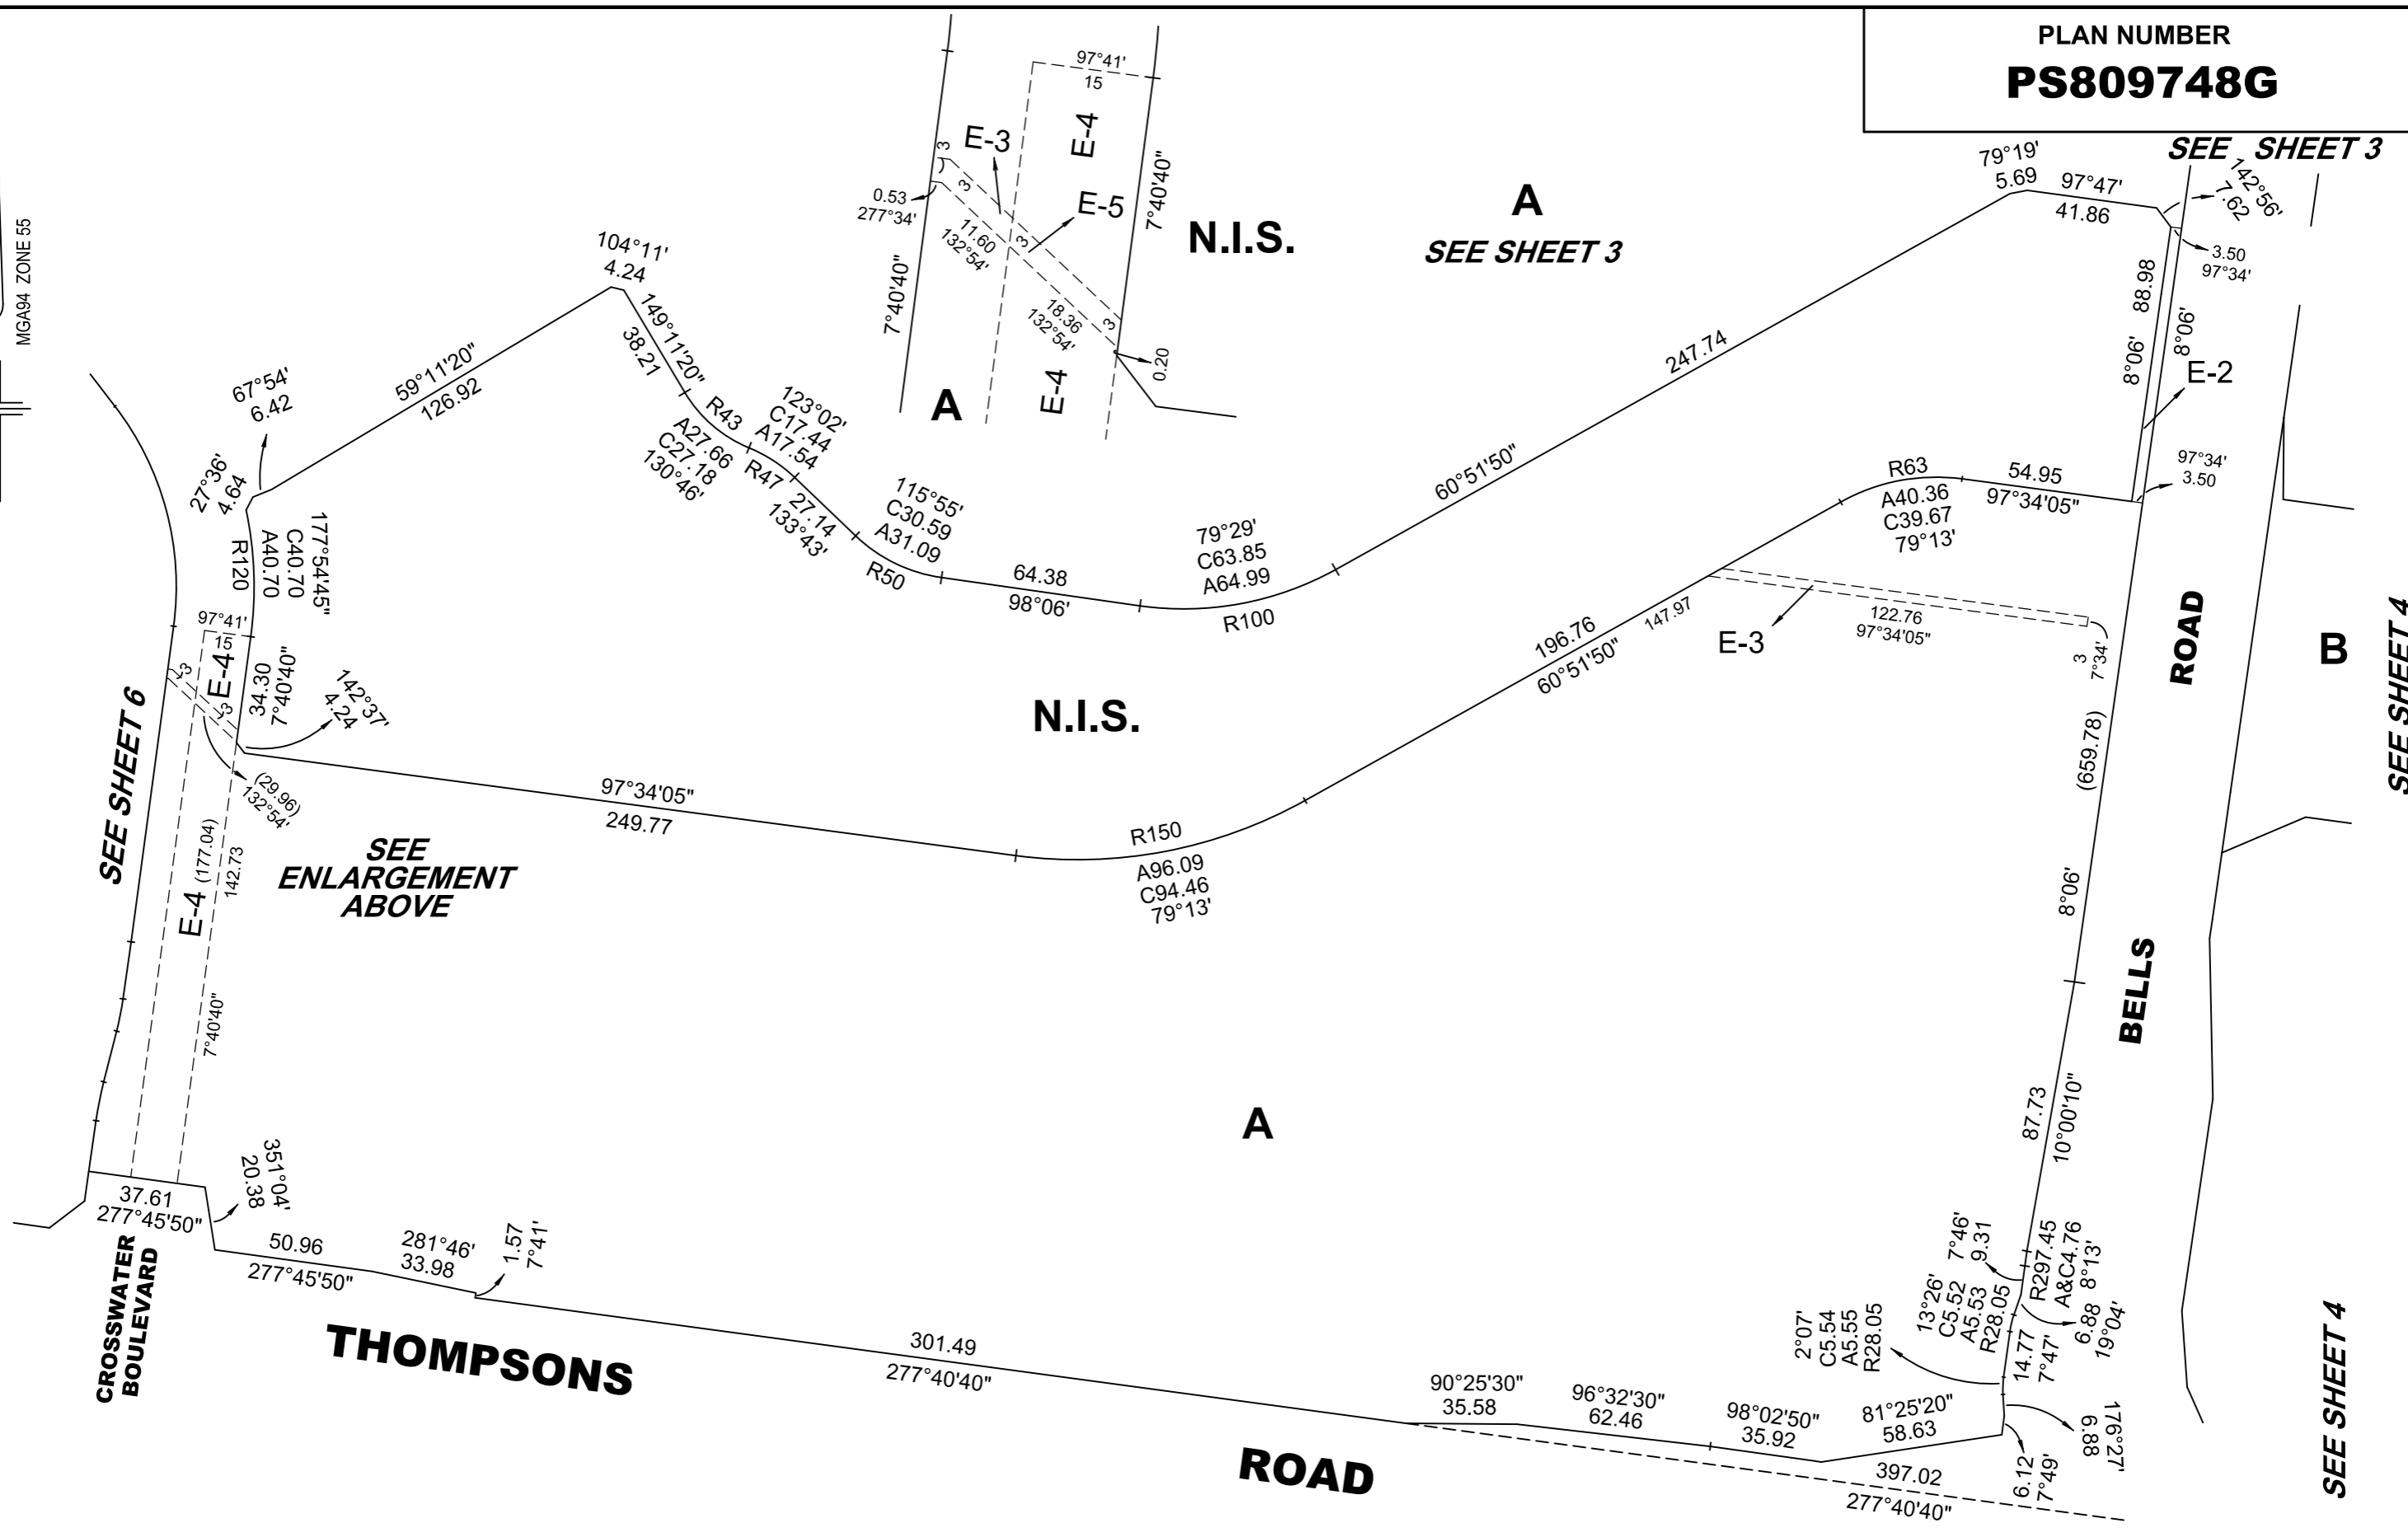 PLAN NUMBER
PS809748G
SEE SHEET 3
MGA94 ZONE 55
97°41'
15
E-4
E-3
3
3
E-5
3
0.53
277°34'
11.60
132°54'
7°40'40"
7°40'40"
18.36
132°54'
3
0.20
E-4
A
N.I.S.
A
SEE SHEET 3
79°19'
5.69
97°47'
41.86
142°56'
7.62
3.50
97°34'
88.98
8°06'
8°06'
E-2
97°34'
3.50
104°11'
4.24
149°11'20"
38.21
59°11'20"
126.92
67°54'
6.42
27°36'
4.64
R43
A27.66
C27.18
130°46'
123°02'
C17.44
A17.54
R47
27.14
133°43'
115°55'
C30.59
A31.09
R50
64.38
98°06'
79°29'
C63.85
A64.99
R100
247.74
60°51'50"
R63
A40.36
C39.67
79°13'
54.95
97°34'05"
177°54'45"
C40.70
A40.70
R120
97°41'
15
E-4
3
3
34.30
7°40'40"
142°37'
4.24
(29.96)
132°54'
SEE SHEET 6
E-4
(177.04)
142.73
7°40'40"
SEE
ENLARGEMENT
ABOVE
97°34'05"
249.77
N.I.S.
R150
A96.09
C94.46
79°13'
196.76
60°51'50"
147.97
E-3
122.76
97°34'05"
3
7°34'
(659.78)
8°06'
BELLS
ROAD
B
SEE SHEET 4
A
87.73
10°00'10"
37.61
277°45'50"
351°04'
20.38
CROSSWATER
BOULEVARD
50.96
277°45'50"
281°46'
33.98
1.57
7°41'
THOMPSONS
ROAD
301.49
277°40'40"
90°25'30"
35.58
96°32'30"
62.46
98°02'50"
35.92
81°25'20"
58.63
397.02
277°40'40"
7°46'
9.31
R297.45
A&C4.76
8°13'
13°26'
C5.52
A5.53
R28.05
6.88
19°04'
2°07'
C5.54
A5.55
R28.05
14.77
7°47'
176°27'
6.88
6.12
7°49'
SEE SHEET 4